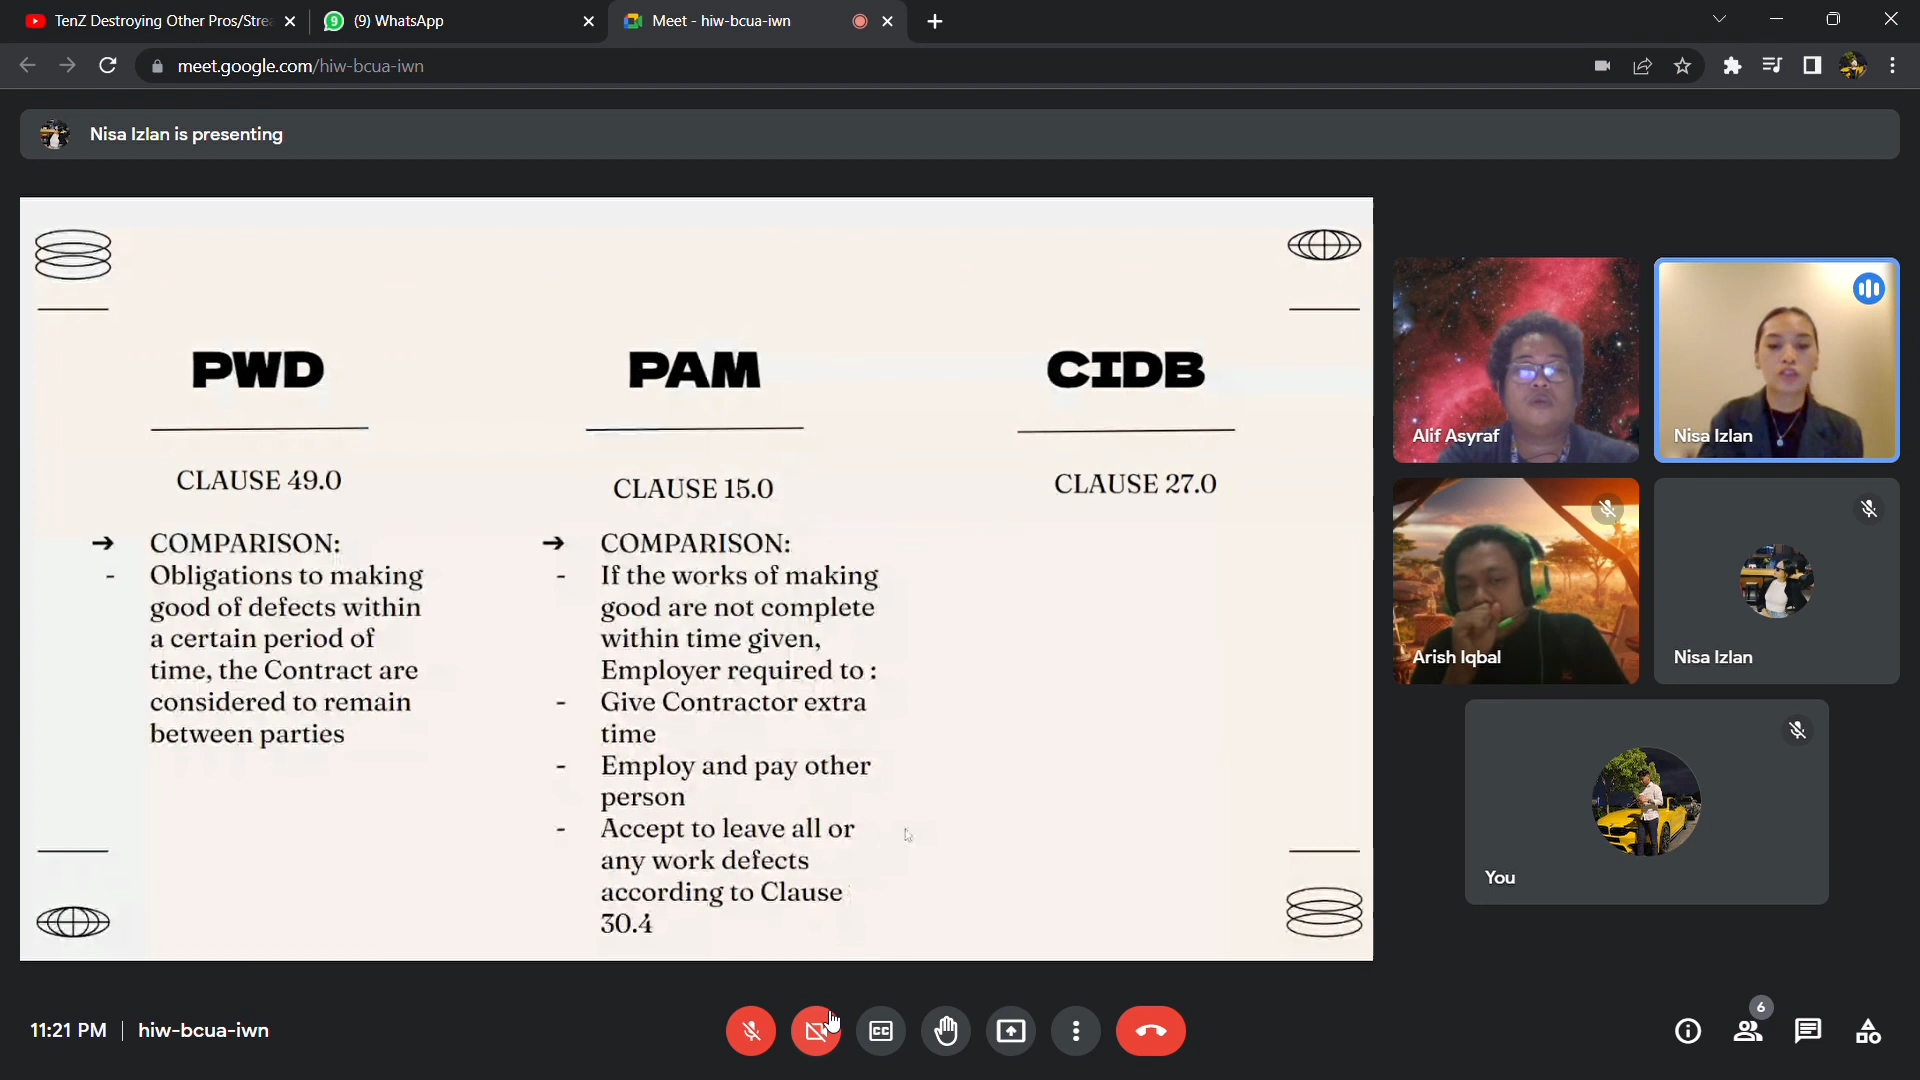 TenZ Destroying Other Pros/Stre
9
(9) WhatsApp
Meet - hiw-bcua-iwn
meet.google.com/hiw-bcua-iwn
Nisa Izlan is presenting
PWD
CLAUSE 49.0
➔ COMPARISON:
- Obligations to making
good of defects within
a certain period of
time, the Contract are
considered to remain
between parties
PAM
CLAUSE 15.0
➔ COMPARISON:
- If the works of making
good are not complete
within time given,
Employer required to :
- Give Contractor extra
time
- Employ and pay other
person
- Accept to leave all or
any work defects
according to Clause
30.4
CIDB
CLAUSE 27.0
Alif Asyraf
Nisa Izlan
Arish Iqbal
Nisa Izlan
You
11:21 PM | hiw-bcua-iwn
CC
6